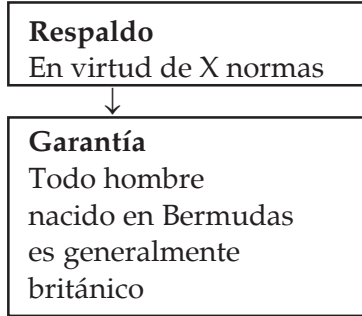 Respaldo
En virtud de X normas
Garantía
Todo hombre
nacido en Bermudas
es generalmente
británico